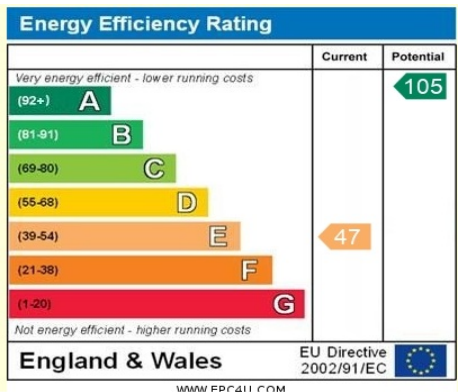 Energy Efficiency Rating
Current Potential
Very energy efficient - lower running costs
(92+) A 105
(81-91) B
(69-80) C
(55-68) D
(39-54) E 47
(21-38) F
(1-20) G
Not energy efficient - higher running costs
England & Wales
EU Directive
2002/91/EC
WWW.EPC4U.COM